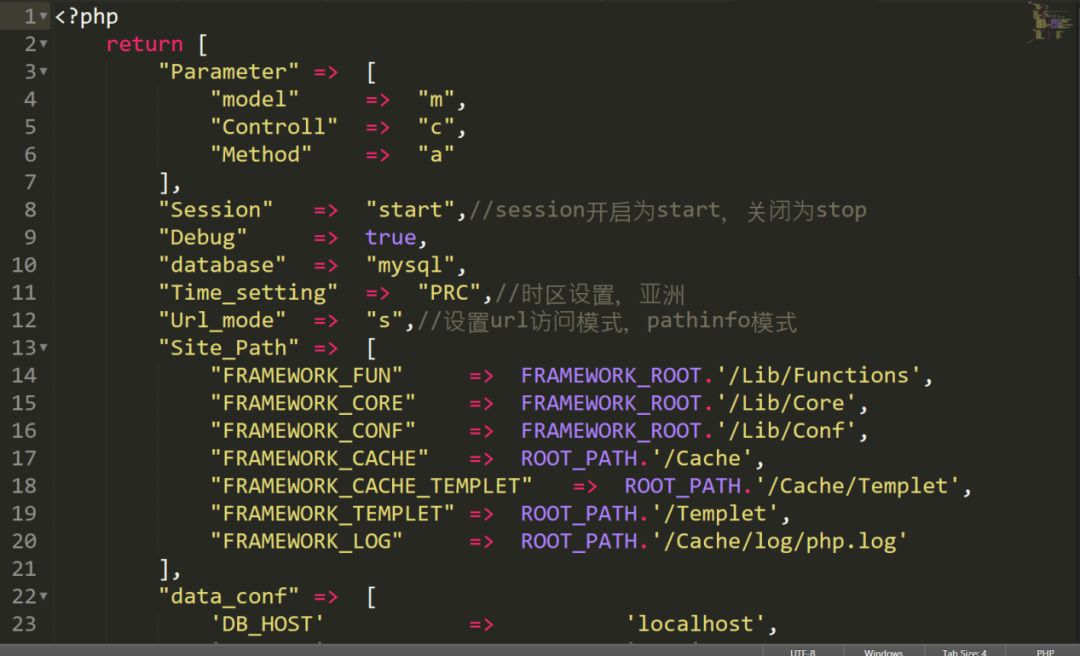 1 <?php
2 return [
3 "Parameter" => [
4 "model" => "m",
5 "Controll" => "c",
6 "Method" => "a"
7 ],
8 "Session" => "start",//session开启为start, 关闭为stop
9 "Debug" => true,
10 "database" => "mysql",
11 "Time_setting" => "PRC",//时区设置, 亚洲
12 "Url_mode" => "s",//设置url访问模式, pathinfo模式
13 "Site_Path" => [
14 "FRAMEWORK_FUN" => FRAMEWORK_ROOT.'/Lib/Functions',
15 "FRAMEWORK_CORE" => FRAMEWORK_ROOT.'/Lib/Core',
16 "FRAMEWORK_CONF" => FRAMEWORK_ROOT.'/Lib/Conf',
17 "FRAMEWORK_CACHE" => ROOT_PATH.'/Cache',
18 "FRAMEWORK_CACHE_TEMPLET" => ROOT_PATH.'/Cache/Templet',
19 "FRAMEWORK_TEMPLET" => ROOT_PATH.'/Templet',
20 "FRAMEWORK_LOG" => ROOT_PATH.'/Cache/log/php.log'
21 ],
22 "data_conf" => [
23 'DB_HOST' => 'localhost',
UTF-8 Windows Tab Size: 4 PHP